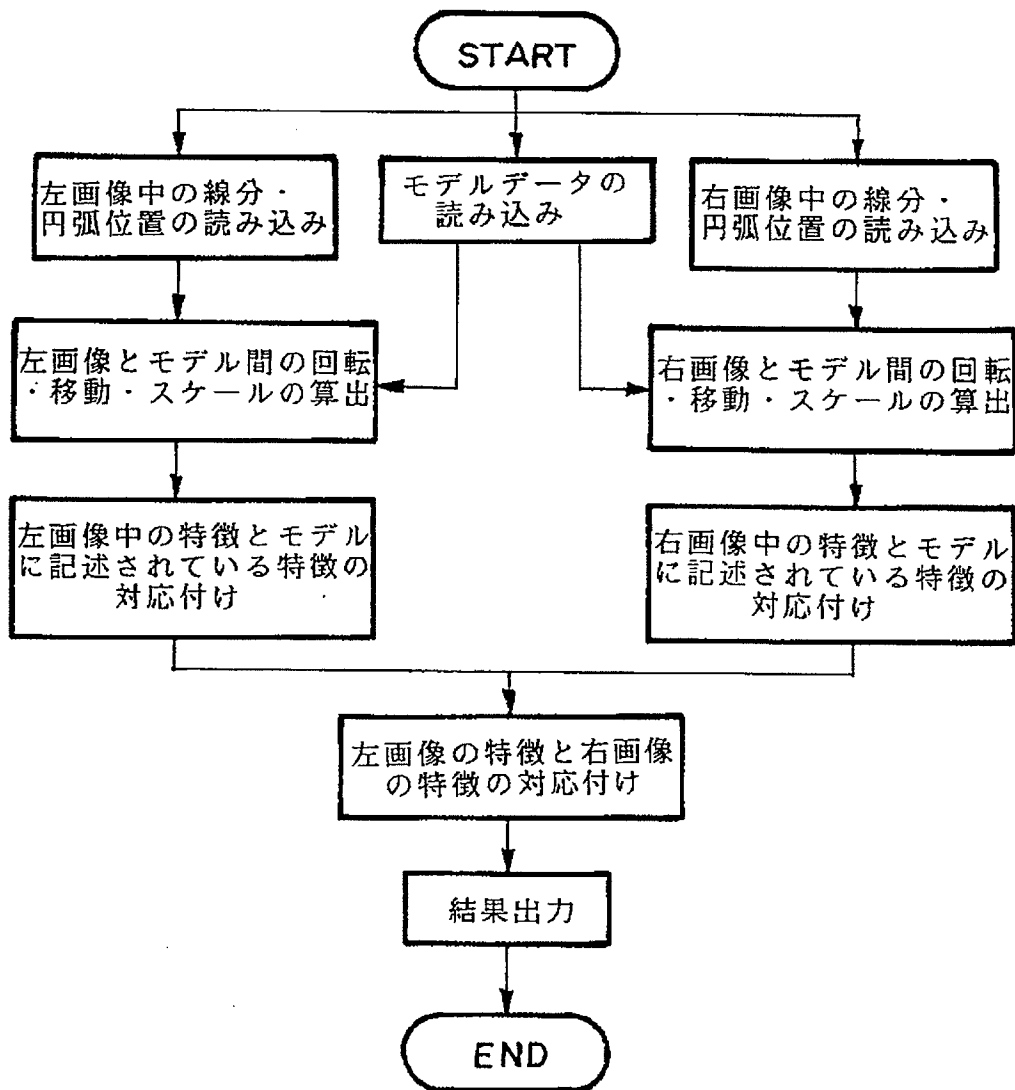 START
左画像中の線分・
円弧位置の読み込み
モデルデータの
読み込み
右画像中の線分・
円弧位置の読み込み
左画像とモデル間の回転
・移動・スケールの算出
右画像とモデル間の回転
・移動・スケールの算出
左画像中の特徴とモデル
に記述されている特徴の
対応付け
右画像中の特徴とモデル
に記述されている特徴の
対応付け
左画像の特徴と右画像
の特徴の対応付け
結果出力
END